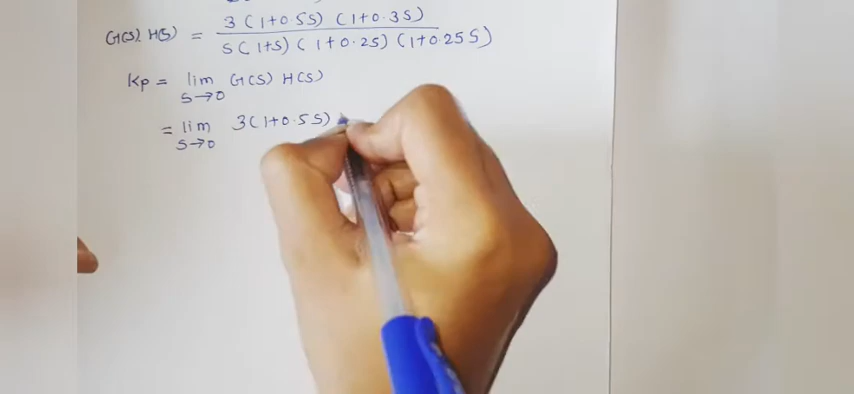 G(S). H(S) = 3(1+0.5S) (1+0.3S) / S(1+S) (1+0.2S) (1+0.25S)
Kp = lim S→0 G(S) H(S)
= lim S→0 3(1+0.5S)